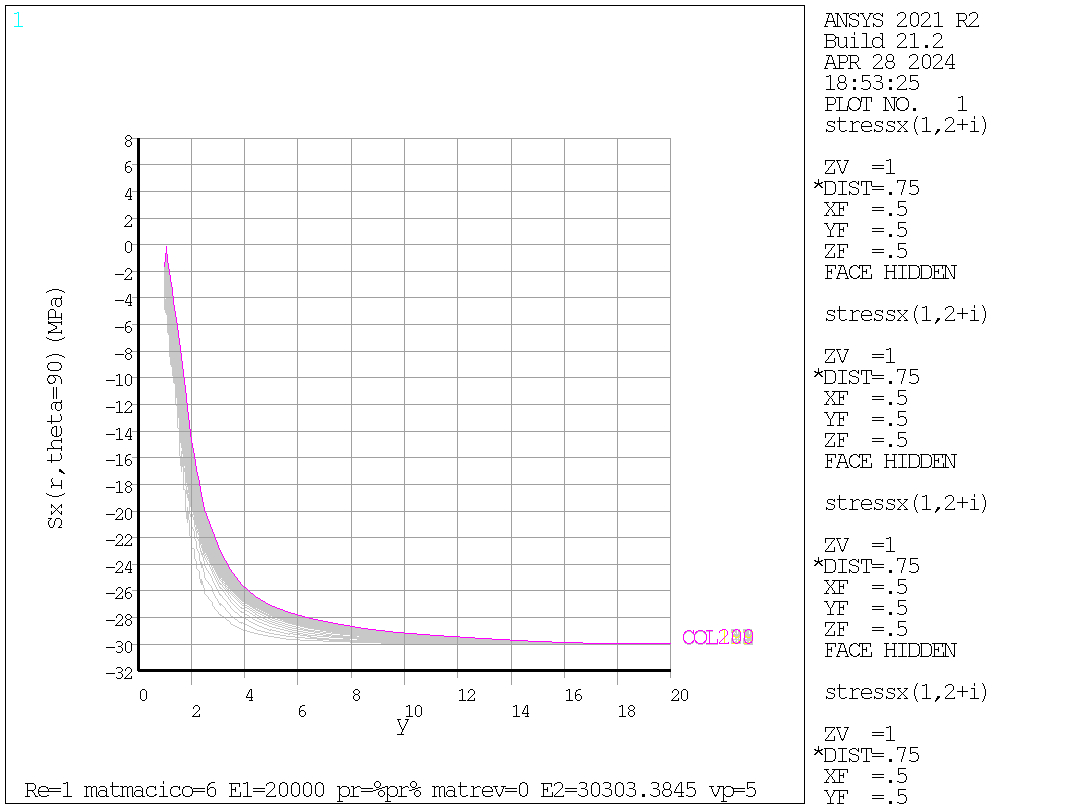 1
ANSYS 2021 R2
Build 21.2
APR 28 2024
18:53:25
PLOT NO. 1
stressx(1,2+i)
ZV =1
*DIST=.75
XF =.5
YF =.5
ZF =.5
FACE HIDDEN
stressx(1,2+i)
ZV =1
*DIST=.75
XF =.5
YF =.5
ZF =.5
FACE HIDDEN
stressx(1,2+i)
ZV =1
*DIST=.75
XF =.5
YF =.5
ZF =.5
FACE HIDDEN
stressx(1,2+i)
ZV =1
*DIST=.75
XF =.5
YF =.5
Sx(r,theta=90)(MPa)
8
6
4
2
0
-2
-4
-6
-8
-10
-12
-14
-16
-18
-20
-22
-24
-26
-28
-30
-32
0 4 8 12 16 20
2 6 10 14 18
y
Re=1 matmacico=6 E1=20000 pr=%pr% matrev=0 E2=30303.3845 vp=5